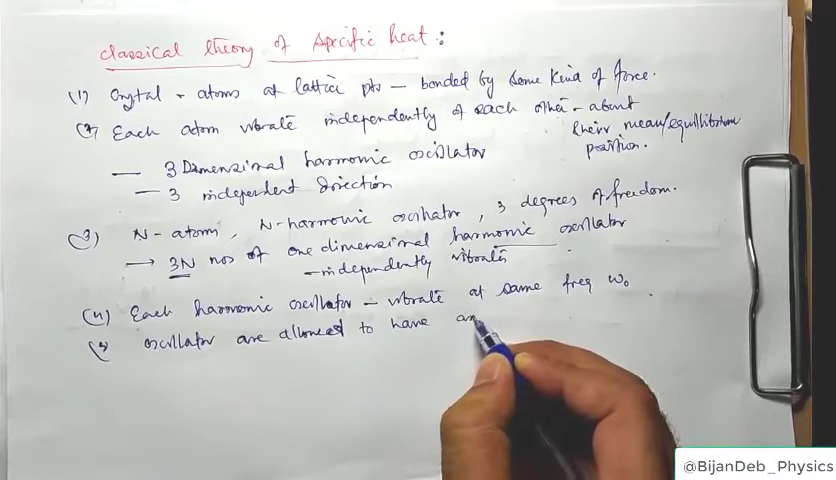 classical theory of specific heat :
(1) Crystal - atoms at lattice pts - bonded by some kind of force.
(2) Each atom vibrate independently of each other - about
their mean/equillibrium
position.
— 3 Dimensional harmonic oscillator
— 3 independent direction
(3) N-atoms, N-harmonic oscillator, 3 degrees of freedom.
→ 3N nos of one dimensional harmonic oscillator
- independently vibrate
(4) Each harmonic oscillator - vibrate at same freq ω₀
(5) oscillator are allowed to have an
@BijanDeb_Physics